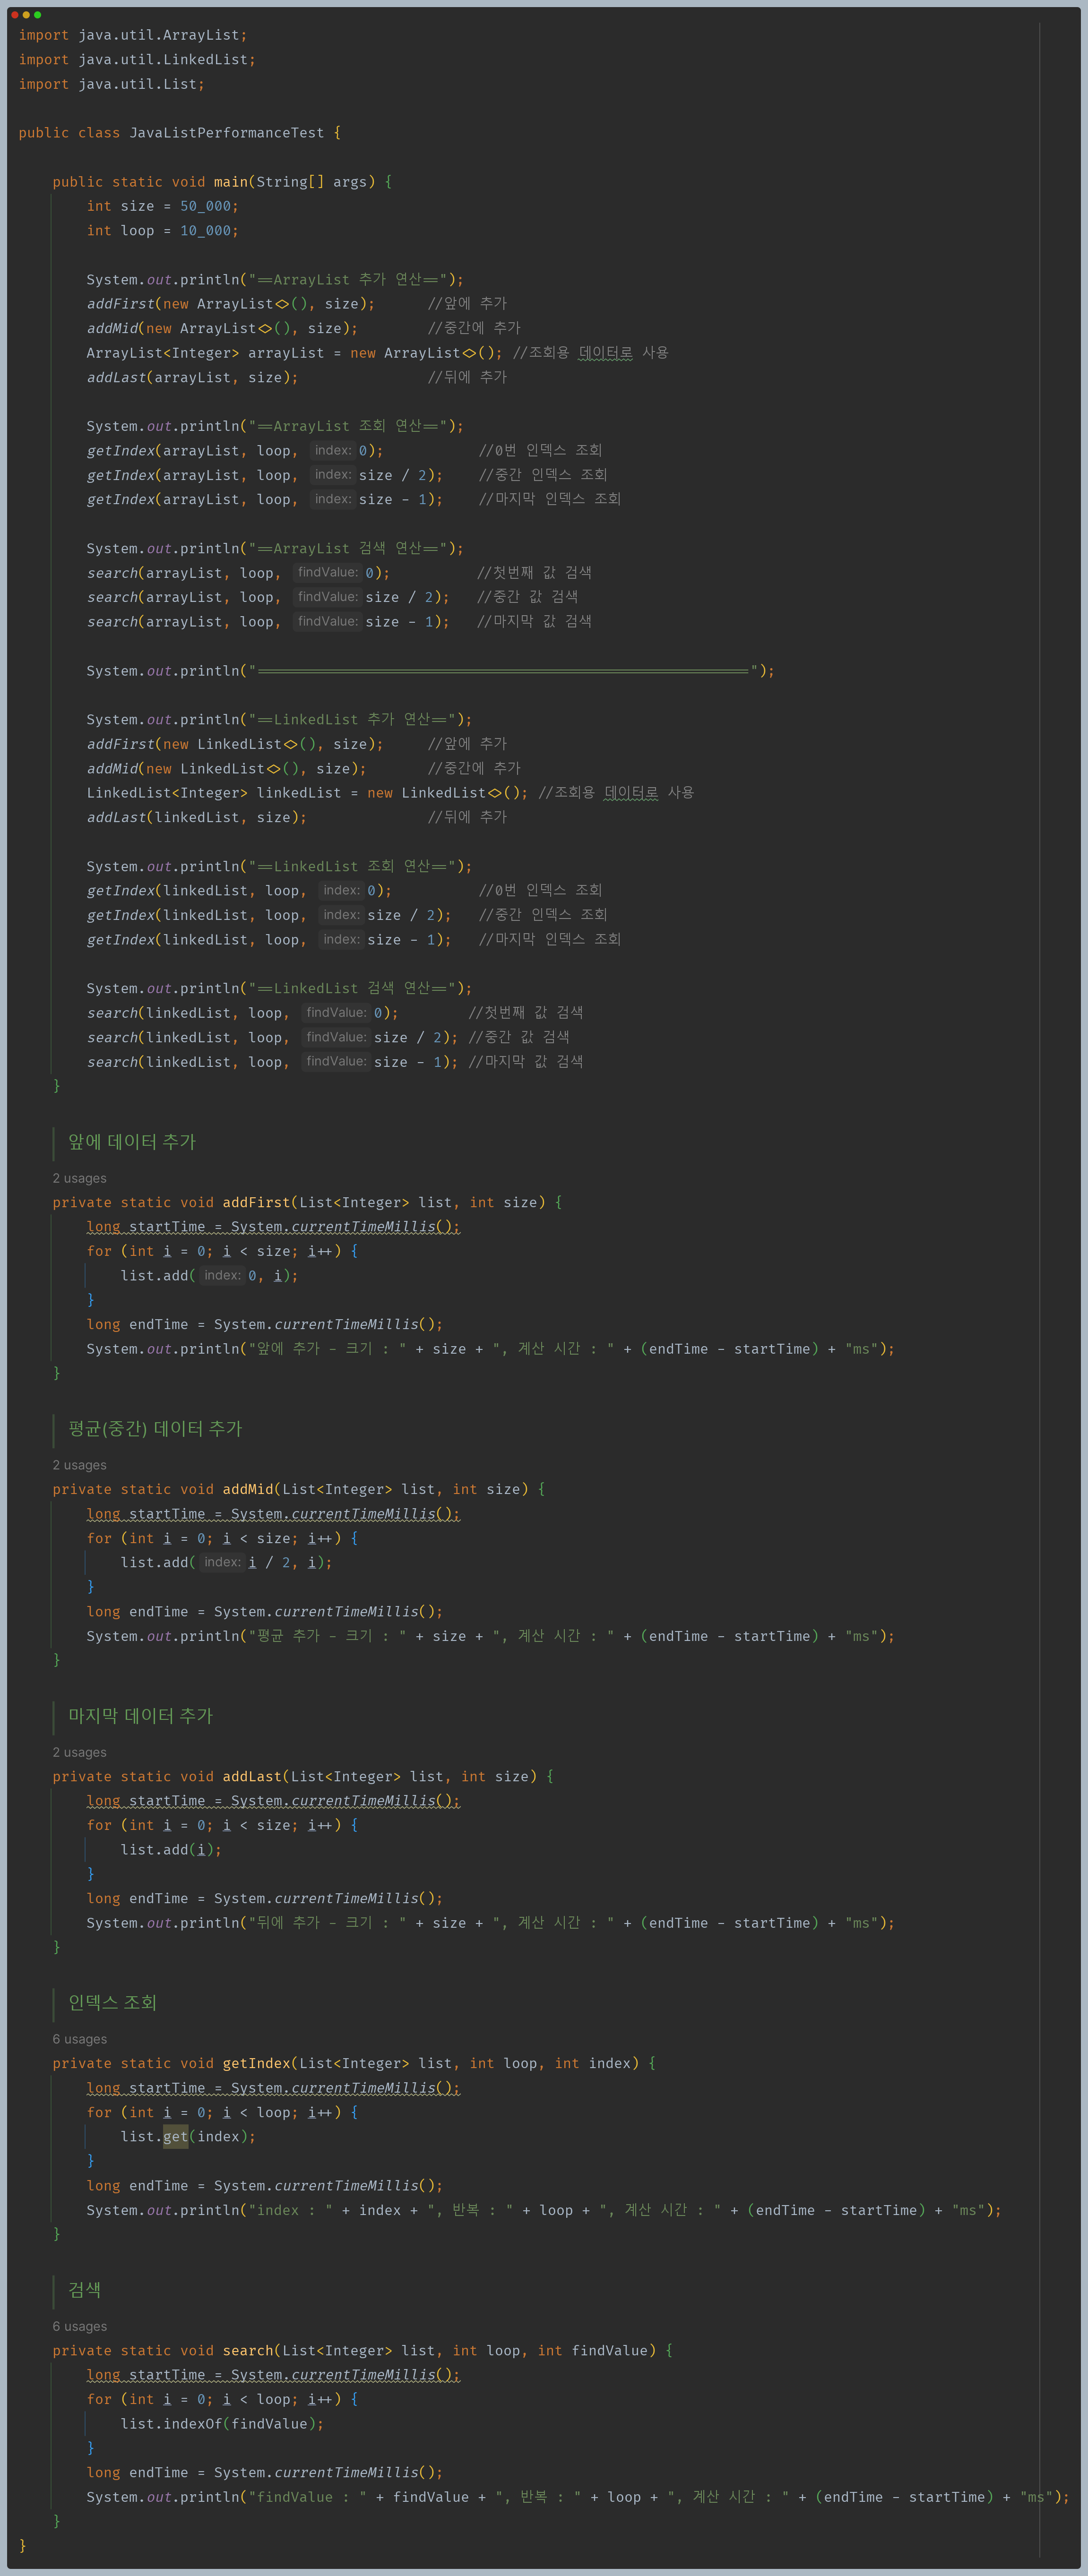 import java.util.ArrayList;
import java.util.LinkedList;
import java.util.List;
public class JavaListPerformanceTest {
public static void main(String[] args) {
int size = 50_000;
int loop = 10_000;
System.out.println("==ArrayList 추가 연산==");
addFirst(new ArrayList<>(), size); //앞에 추가
addMid(new ArrayList<>(), size); //중간에 추가
ArrayList<Integer> arrayList = new ArrayList<>(); //조회용 데이터로 사용
addLast(arrayList, size); //뒤에 추가
System.out.println("==ArrayList 조회 연산==");
getIndex(arrayList, loop, index: 0); //0번 인덱스 조회
getIndex(arrayList, loop, index: size / 2); //중간 인덱스 조회
getIndex(arrayList, loop, index: size - 1); //마지막 인덱스 조회
System.out.println("==ArrayList 검색 연산==");
search(arrayList, loop, findValue: 0); //첫번째 값 검색
search(arrayList, loop, findValue: size / 2); //중간 값 검색
search(arrayList, loop, findValue: size - 1); //마지막 값 검색
System.out.println("==========================================================");
System.out.println("==LinkedList 추가 연산==");
addFirst(new LinkedList<>(), size); //앞에 추가
addMid(new LinkedList<>(), size); //중간에 추가
LinkedList<Integer> linkedList = new LinkedList<>(); //조회용 데이터로 사용
addLast(linkedList, size); //뒤에 추가
System.out.println("==LinkedList 조회 연산==");
getIndex(linkedList, loop, index: 0); //0번 인덱스 조회
getIndex(linkedList, loop, index: size / 2); //중간 인덱스 조회
getIndex(linkedList, loop, index: size - 1); //마지막 인덱스 조회
System.out.println("==LinkedList 검색 연산==");
search(linkedList, loop, findValue: 0); //첫번째 값 검색
search(linkedList, loop, findValue: size / 2); //중간 값 검색
search(linkedList, loop, findValue: size - 1); //마지막 값 검색
}
앞에 데이터 추가
2 usages
private static void addFirst(List<Integer> list, int size) {
long startTime = System.currentTimeMillis();
for (int i = 0; i < size; i++) {
list.add( index: 0, i);
}
long endTime = System.currentTimeMillis();
System.out.println("앞에 추가 - 크기 : " + size + ", 계산 시간 : " + (endTime - startTime) + "ms");
}
평균(중간) 데이터 추가
2 usages
private static void addMid(List<Integer> list, int size) {
long startTime = System.currentTimeMillis();
for (int i = 0; i < size; i++) {
list.add( index: i / 2, i);
}
long endTime = System.currentTimeMillis();
System.out.println("평균 추가 - 크기 : " + size + ", 계산 시간 : " + (endTime - startTime) + "ms");
}
마지막 데이터 추가
2 usages
private static void addLast(List<Integer> list, int size) {
long startTime = System.currentTimeMillis();
for (int i = 0; i < size; i++) {
list.add(i);
}
long endTime = System.currentTimeMillis();
System.out.println("뒤에 추가 - 크기 : " + size + ", 계산 시간 : " + (endTime - startTime) + "ms");
}
인덱스 조회
6 usages
private static void getIndex(List<Integer> list, int loop, int index) {
long startTime = System.currentTimeMillis();
for (int i = 0; i < loop; i++) {
list.get(index);
}
long endTime = System.currentTimeMillis();
System.out.println("index : " + index + ", 반복 : " + loop + ", 계산 시간 : " + (endTime - startTime) + "ms");
}
검색
6 usages
private static void search(List<Integer> list, int loop, int findValue) {
long startTime = System.currentTimeMillis();
for (int i = 0; i < loop; i++) {
list.indexOf(findValue);
}
long endTime = System.currentTimeMillis();
System.out.println("findValue : " + findValue + ", 반복 : " + loop + ", 계산 시간 : " + (endTime - startTime) + "ms");
}
}